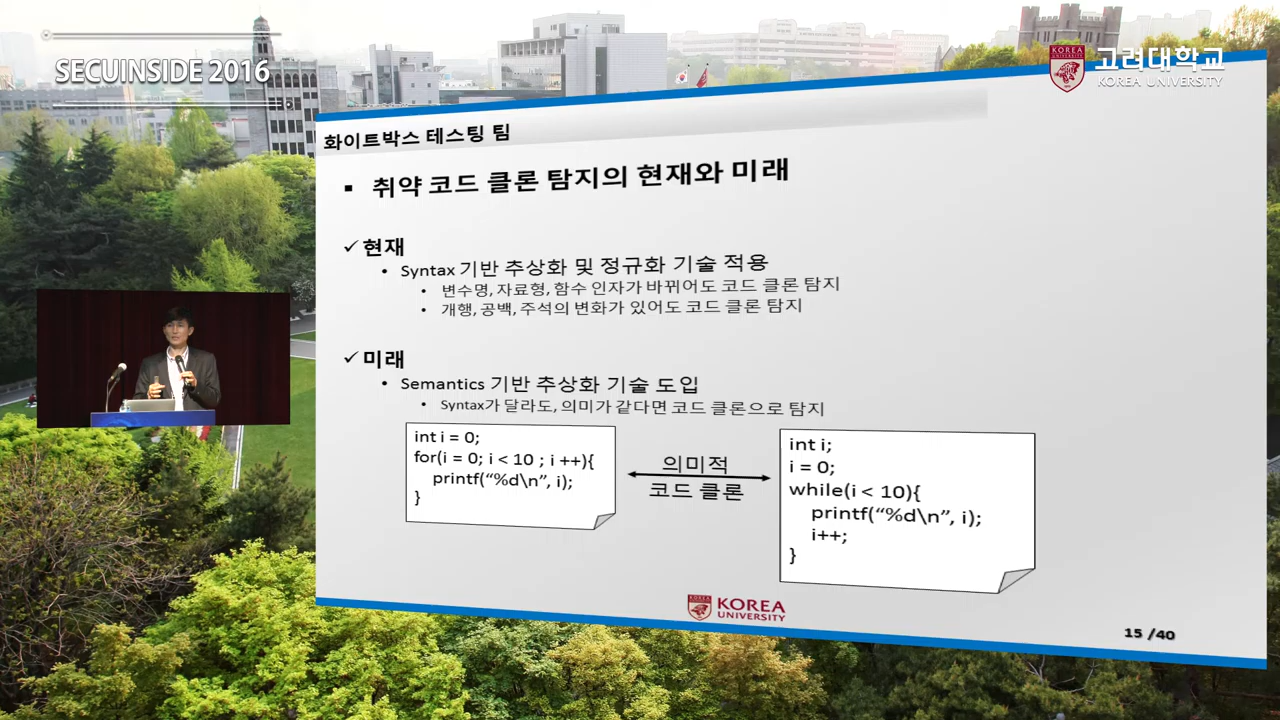 SECUINSIDE 2016
KOREA
고려대학교
KOREA UNIVERSITY
화이트박스 테스팅 팀
▪ 취약 코드 클론 탐지의 현재와 미래
✓ 현재
• Syntax 기반 추상화 및 정규화 기술 적용
• 변수명, 자료형, 함수 인자가 바뀌어도 코드 클론 탐지
• 개행, 공백, 주석의 변화가 있어도 코드 클론 탐지
✓ 미래
• Semantics 기반 추상화 기술 도입
• Syntax가 달라도, 의미가 같다면 코드 클론으로 탐지
int i = 0;
for(i = 0; i < 10 ; i ++){
printf(“%d\n”, i);
}
의미적
코드 클론
int i;
i = 0;
while(i < 10){
printf(“%d\n”, i);
i++;
}
KOREA
UNIVERSITY
15 /40